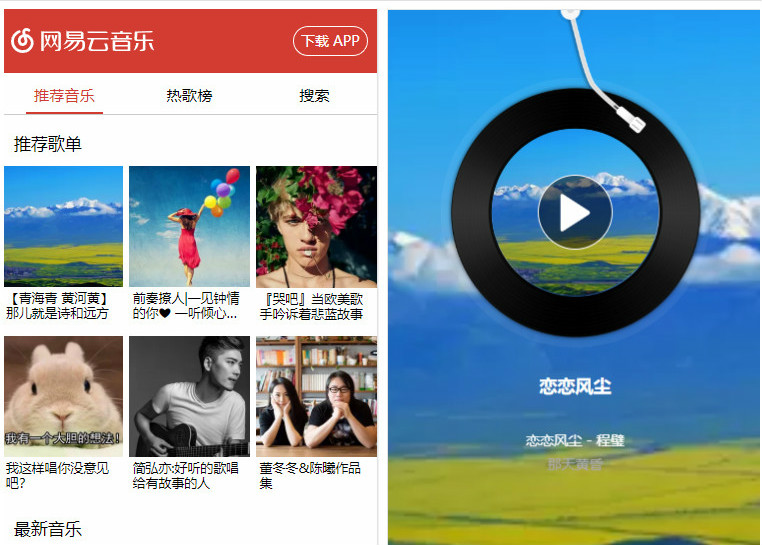 网易云音乐
下载 APP
推荐音乐
热歌榜
搜索
推荐歌单
【青海青 黄河黄】
那儿就是诗和远方
前奏撩人|一见钟情
的你❤ 一听倾心...
『哭吧』当欧美歌
手吟诉着悲蓝故事
我有一个大胆的想法！
我这样唱你没意见
吧?
简弘亦:好听的歌唱
给有故事的人
董冬冬&陈曦作品
集
最新音乐
恋恋风尘
恋恋风尘 - 程璧
那天黄昏